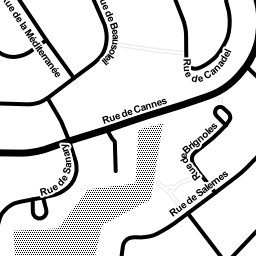 Rue de la Méditerranée
Rue de Beausoleil
Rue de Canadel
Rue de Cannes
Rue de Sanary
Rue de Brignoles
Rue de Salernes